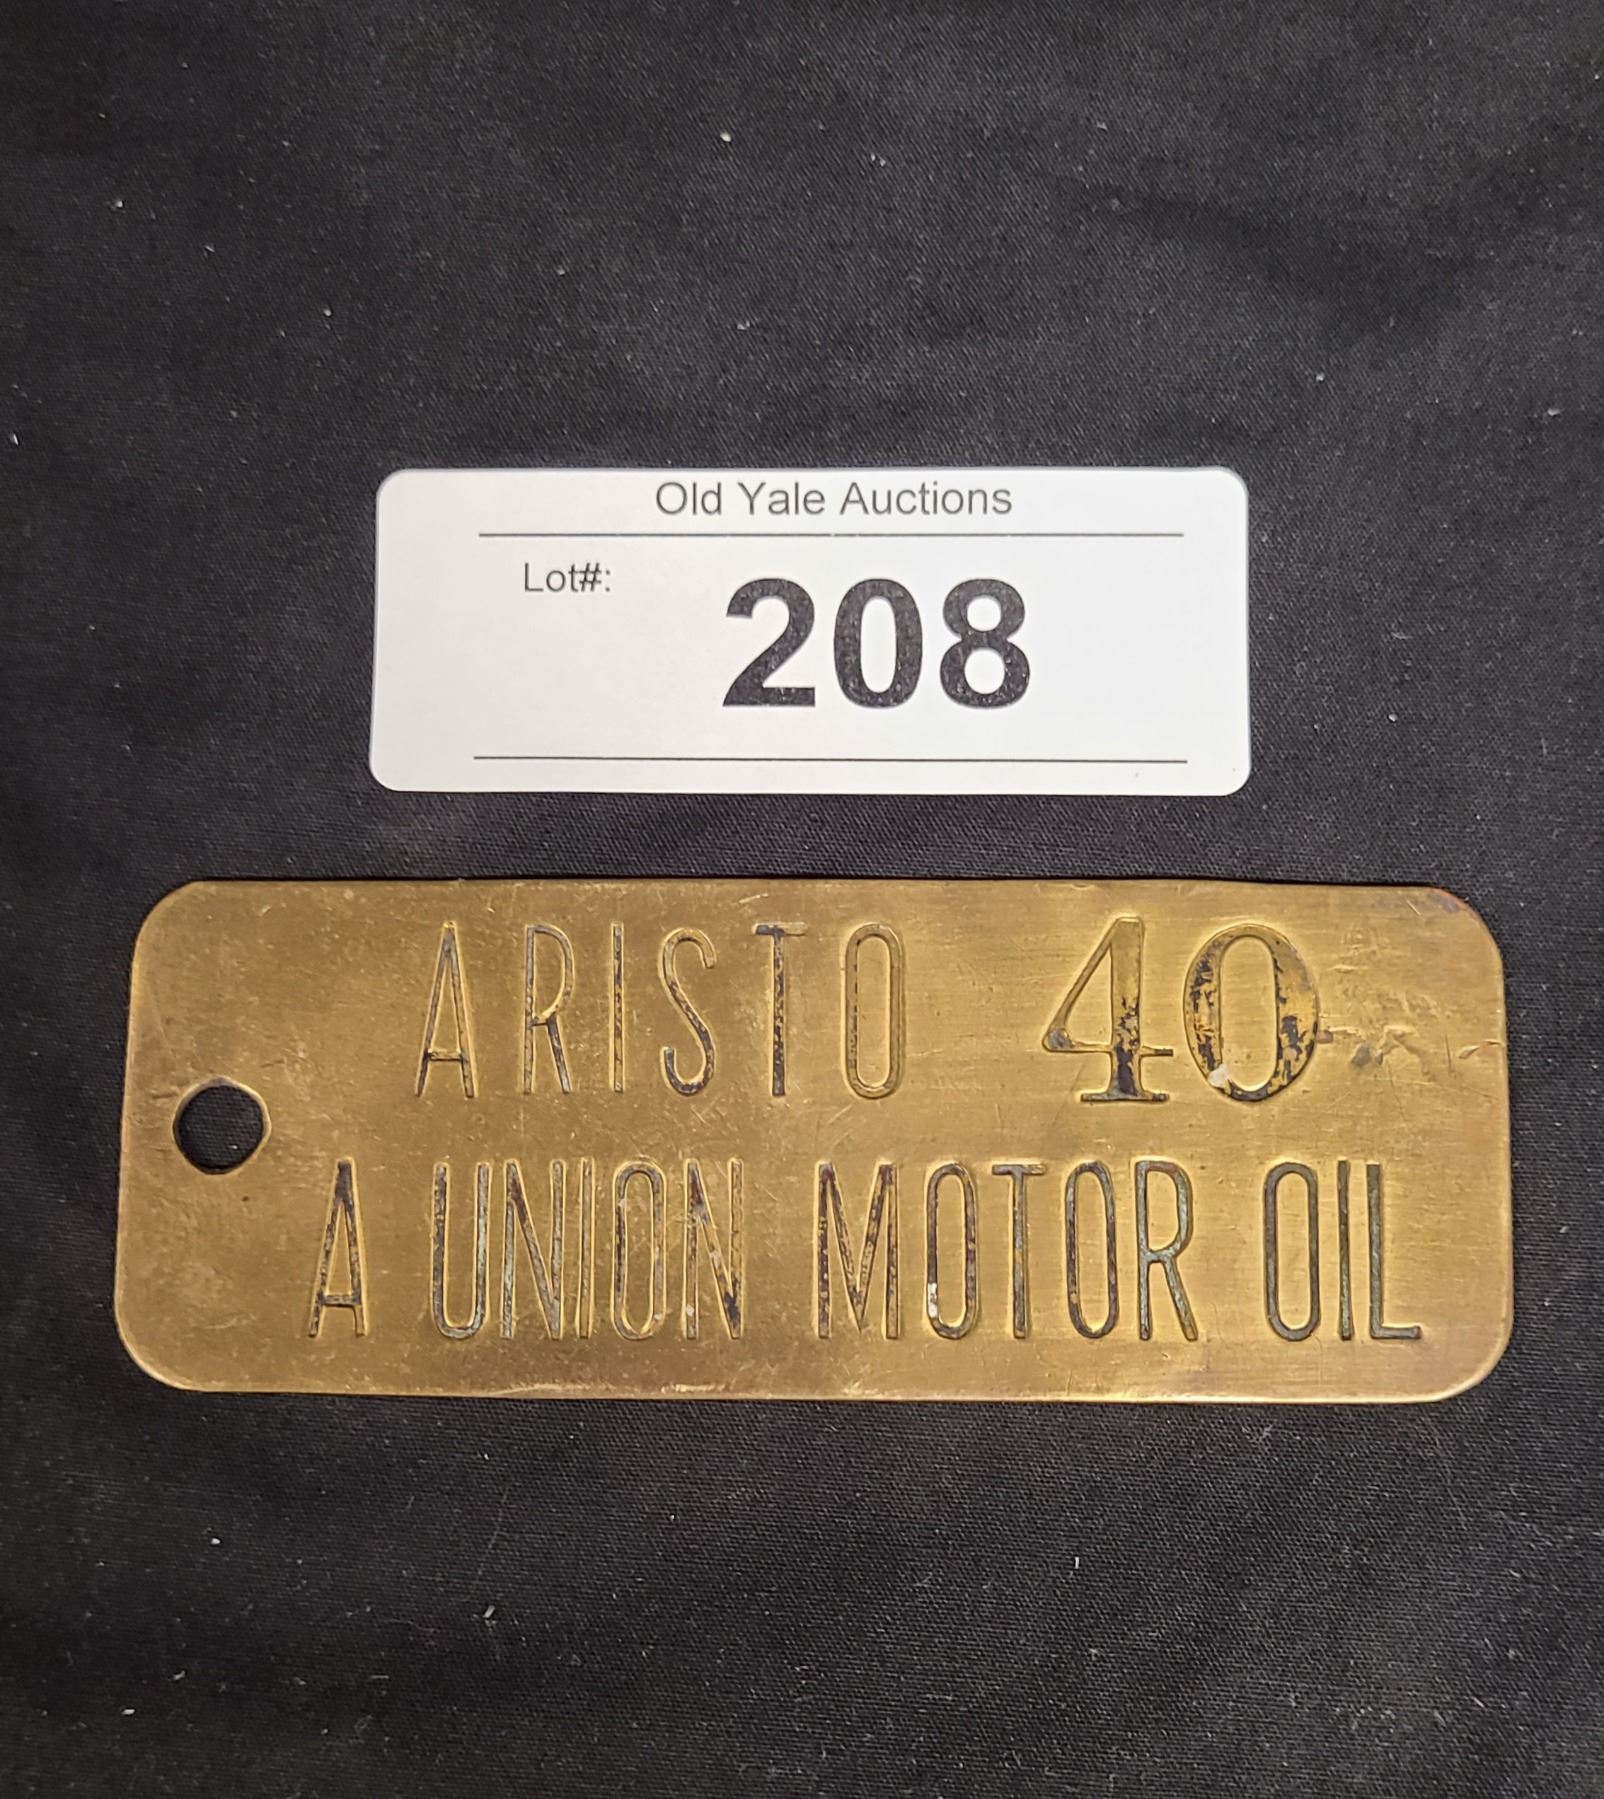 Old Yale Auctions
Lot#: 208
ARISTO 40
A UNION MOTOR OIL